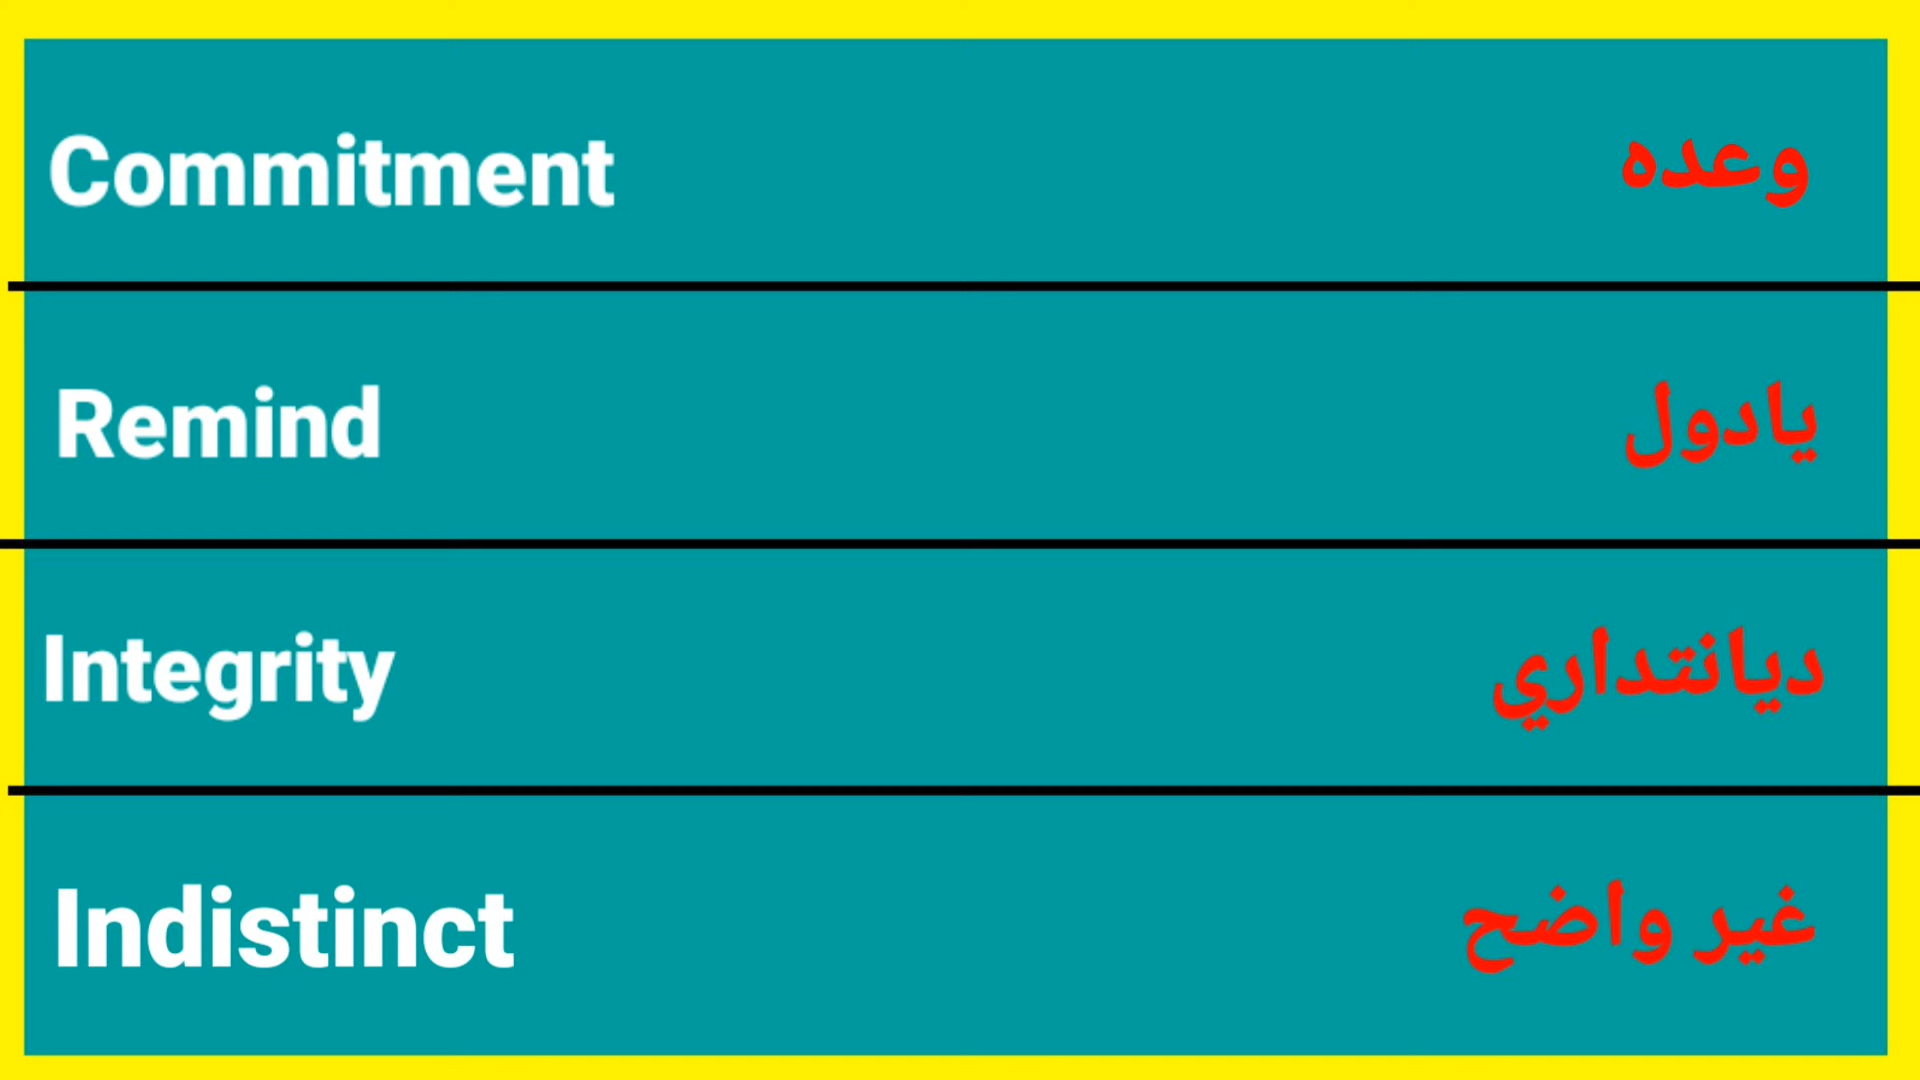 Commitment وعده
Remind يادول
Integrity ديانتداري
Indistinct غير واضح